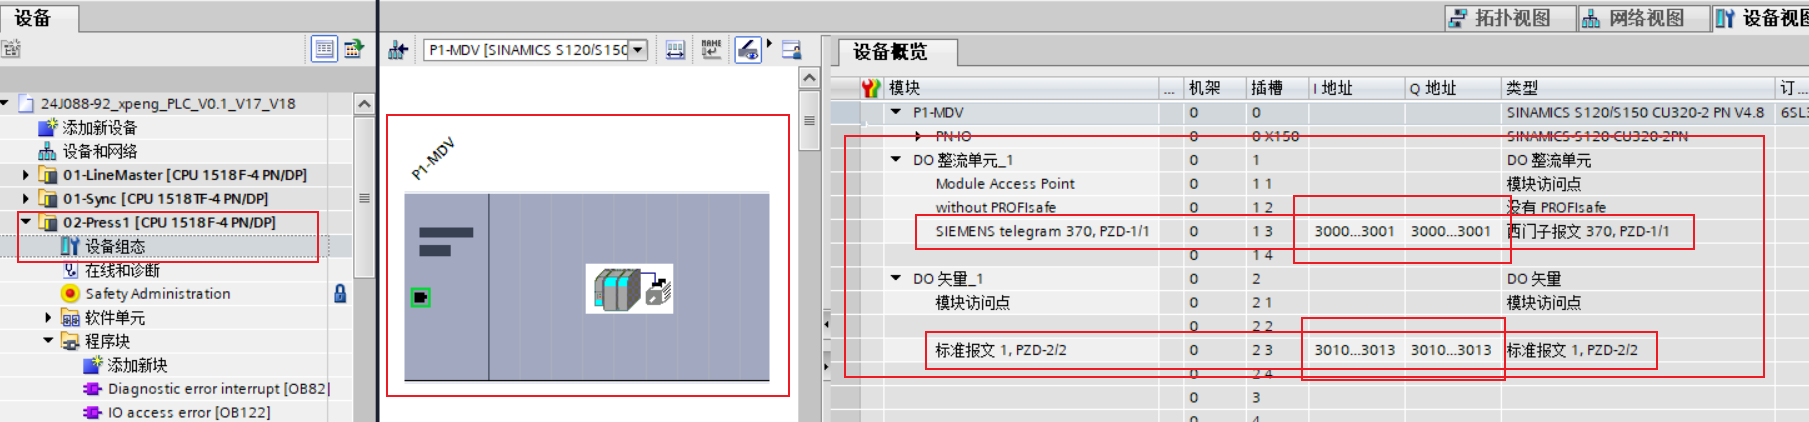 设备
24J088-92_xpeng_PLC_V0.1_V17_V18
添加新设备
设备和网络
01-LineMaster [CPU 1518F-4 PN/DP]
01-Sync [CPU 1518TF-4 PN/DP]
02-Press1 [CPU 1518F-4 PN/DP]
设备组态
在线和诊断
Safety Administration
软件单元
程序块
添加新块
Diagnostic error interrupt [OB82]
IO access error [OB122]
P1-MDV [SINAMICS S120/S150
NAME
P1-MDV
拓扑视图 网络视图 设备视图
设备概览
模块 ... 机架 插槽 I 地址 Q 地址 类型 订...
P1-MDV 0 0 SINAMICS S120/S150 CU320-2 PN V4.8 6SL3
PN-IO 0 0 X150 SINAMICS-S120-CU320-2PN
DO 整流单元_1 0 1 DO 整流单元
Module Access Point 0 1 1 模块访问点
without PROFIsafe 0 1 2 没有 PROFIsafe
SIEMENS telegram 370, PZD-1/1 0 1 3 3000...3001 3000...3001 西门子报文 370, PZD-1/1
0 1 4
DO 矢量_1 0 2 DO 矢量
模块访问点 0 2 1 模块访问点
0 2 2
标准报文 1, PZD-2/2 0 2 3 3010...3013 3010...3013 标准报文 1, PZD-2/2
0 2 4
0 3
0 4